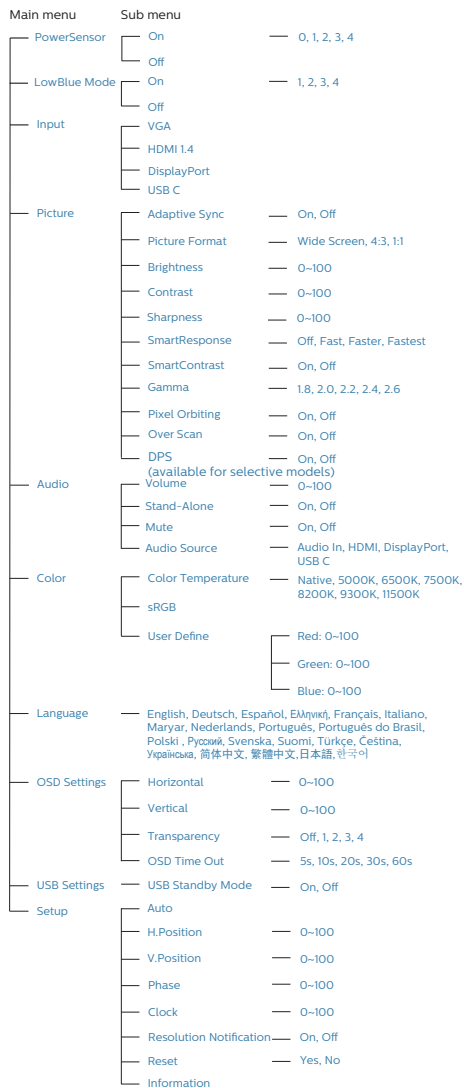 Main menu Sub menu
PowerSensor On 0, 1, 2, 3, 4
Off
LowBlue Mode On 1, 2, 3, 4
Off
Input VGA
HDMI 1.4
DisplayPort
USB C
Picture Adaptive Sync On, Off
Picture Format Wide Screen, 4:3, 1:1
Brightness 0~100
Contrast 0~100
Sharpness 0~100
SmartResponse Off, Fast, Faster, Fastest
SmartContrast On, Off
Gamma 1.8, 2.0, 2.2, 2.4, 2.6
Pixel Orbiting On, Off
Over Scan On, Off
DPS On, Off
(available for selective models)
Audio Volume 0~100
Stand-Alone On, Off
Mute On, Off
Audio Source Audio In, HDMI, DisplayPort,
USB C
Color Color Temperature Native, 5000K, 6500K, 7500K,
8200K, 9300K, 11500K
sRGB
User Define Red: 0~100
Green: 0~100
Blue: 0~100
Language English, Deutsch, Español, Ελληνική, Français, Italiano,
Maryar, Nederlands, Português, Português do Brasil,
Polski , Русский, Svenska, Suomi, Türkçe, Čeština,
Українська, 简体中文, 繁體中文,日本語,한국어
OSD Settings Horizontal 0~100
Vertical 0~100
Transparency Off, 1, 2, 3, 4
OSD Time Out 5s, 10s, 20s, 30s, 60s
USB Settings USB Standby Mode On, Off
Setup Auto
H.Position 0~100
V.Position 0~100
Phase 0~100
Clock 0~100
Resolution Notification On, Off
Reset Yes, No
Information